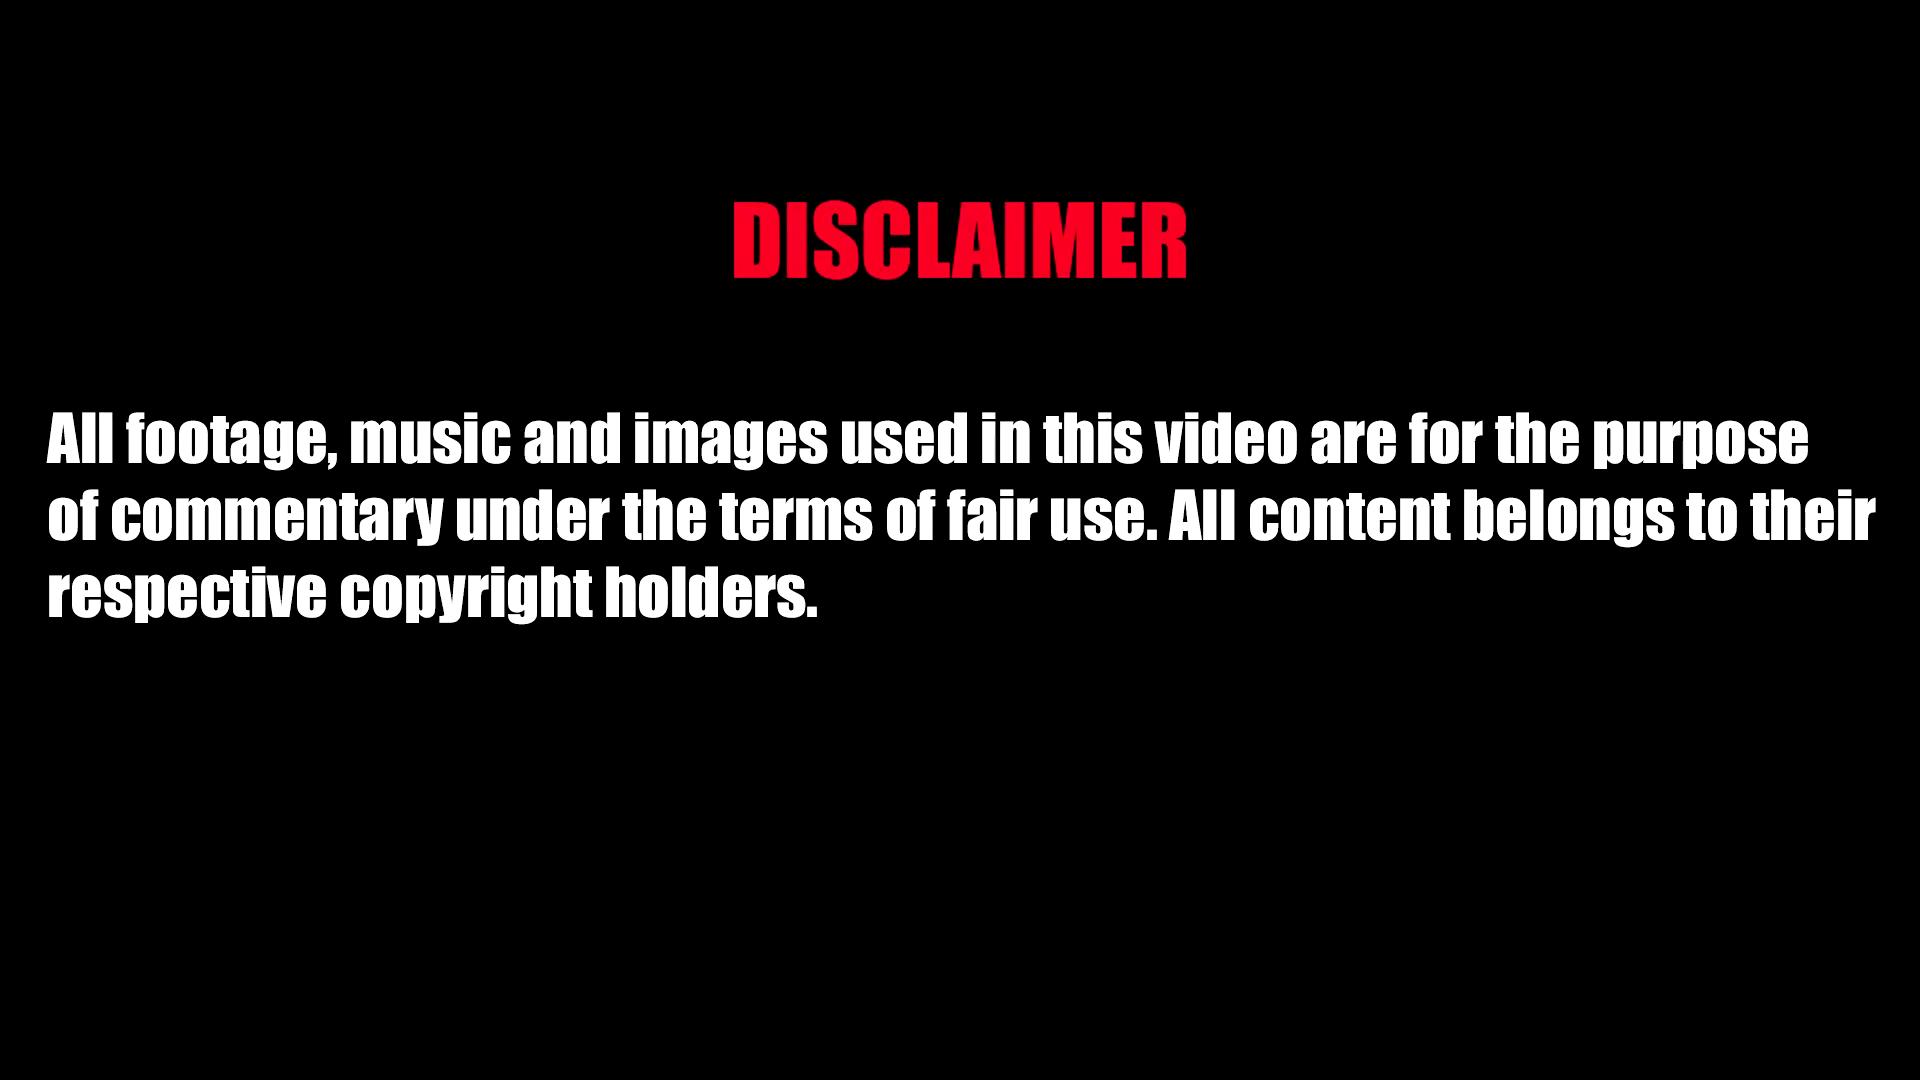 DISCLAIMER
All footage, music and images used in this video are for the purpose
of commentary under the terms of fair use. All content belongs to their
respective copyright holders.